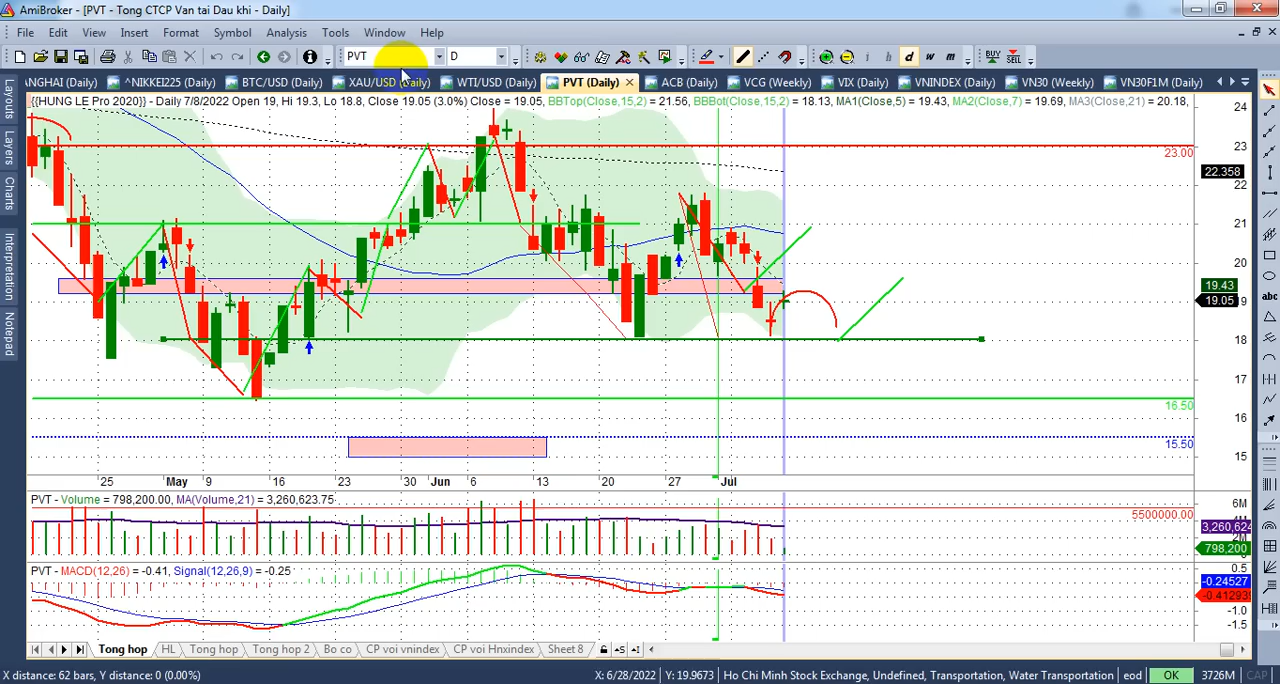 AmiBroker - [PVT - Tong CTCP Van tai Dau khi - Daily]
File Edit View Insert Format Symbol Analysis Tools Window Help
PVT D d w m BUY SELL
NGHAI (Daily) ^NIKKEI225 (Daily) BTC/USD (Daily) XAU/USD (Daily) WTI/USD (Daily) PVT (Daily) ACB (Daily) VCG (Weekly) VIX (Daily) VNINDEX (Daily) VN30 (Weekly) VN30F1M (Daily)
{{HUNG LE Pro 2020}} - Daily 7/8/2022 Open 19, Hi 19.3, Lo 18.8, Close 19.05 (3.0%) Close = 19.05, BBTop(Close,15,2) = 21.56, BBBot(Close,15,2) = 18.13, MA1(Close,5) = 19.43, MA2(Close,7) = 19.69, MA3(Close,21) = 20.18,
Layouts
Layers
Charts
Interpretation
Notepad
24
23
23.00
22.358
22
21
20
19.43
19.05
19
18
17
16.50
16
15.50
15
25 May 9 16 23 30 Jun 6 13 20 27 Jul
PVT - Volume = 798,200.00, MA(Volume,21) = 3,260,623.75
6M
5500000.00
3,260,624
2M
798,200
PVT - MACD(12,26) = -0.41, Signal(12,26,9) = -0.25
0.5
-0.24527
-0.41293
-1.0
-1.5
Tong hop HL Tong hop Tong hop 2 Bo co CP voi vnindex CP voi Hnxindex Sheet 8
X distance: 62 bars, Y distance: 0 (0.00%) X: 6/28/2022 Y: 19.9673 Ho Chi Minh Stock Exchange, Undefined, Transportation, Water Transportation eod OK 3726M CAP
abc